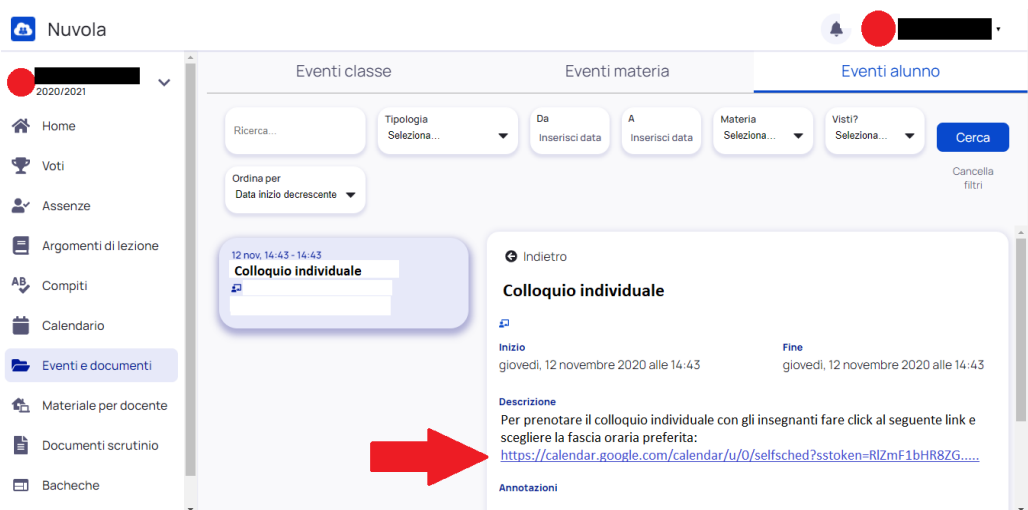 Nuvola
2020/2021
Home
Voti
Assenze
Argomenti di lezione
Compiti
Calendario
Eventi e documenti
Materiale per docente
Documenti scrutinio
Bacheche
Eventi classe
Eventi materia
Eventi alunno
Ricerca...
Tipologia
Seleziona...
Da
Inserisci data
A
Inserisci data
Materia
Seleziona...
Visti?
Seleziona...
Cerca
Cancella
filtri
Ordina per
Data inizio decrescente
12 nov, 14:43 - 14:43
Colloquio individuale
Indietro
Colloquio individuale
Inizio
giovedì, 12 novembre 2020 alle 14:43
Fine
giovedì, 12 novembre 2020 alle 14:43
Descrizione
Per prenotare il colloquio individuale con gli insegnanti fare click al seguente link e
scegliere la fascia oraria preferita:
https://calendar.google.com/calendar/u/0/selfsched?sstoken=RlZmF1bHR8ZG.....
Annotazioni